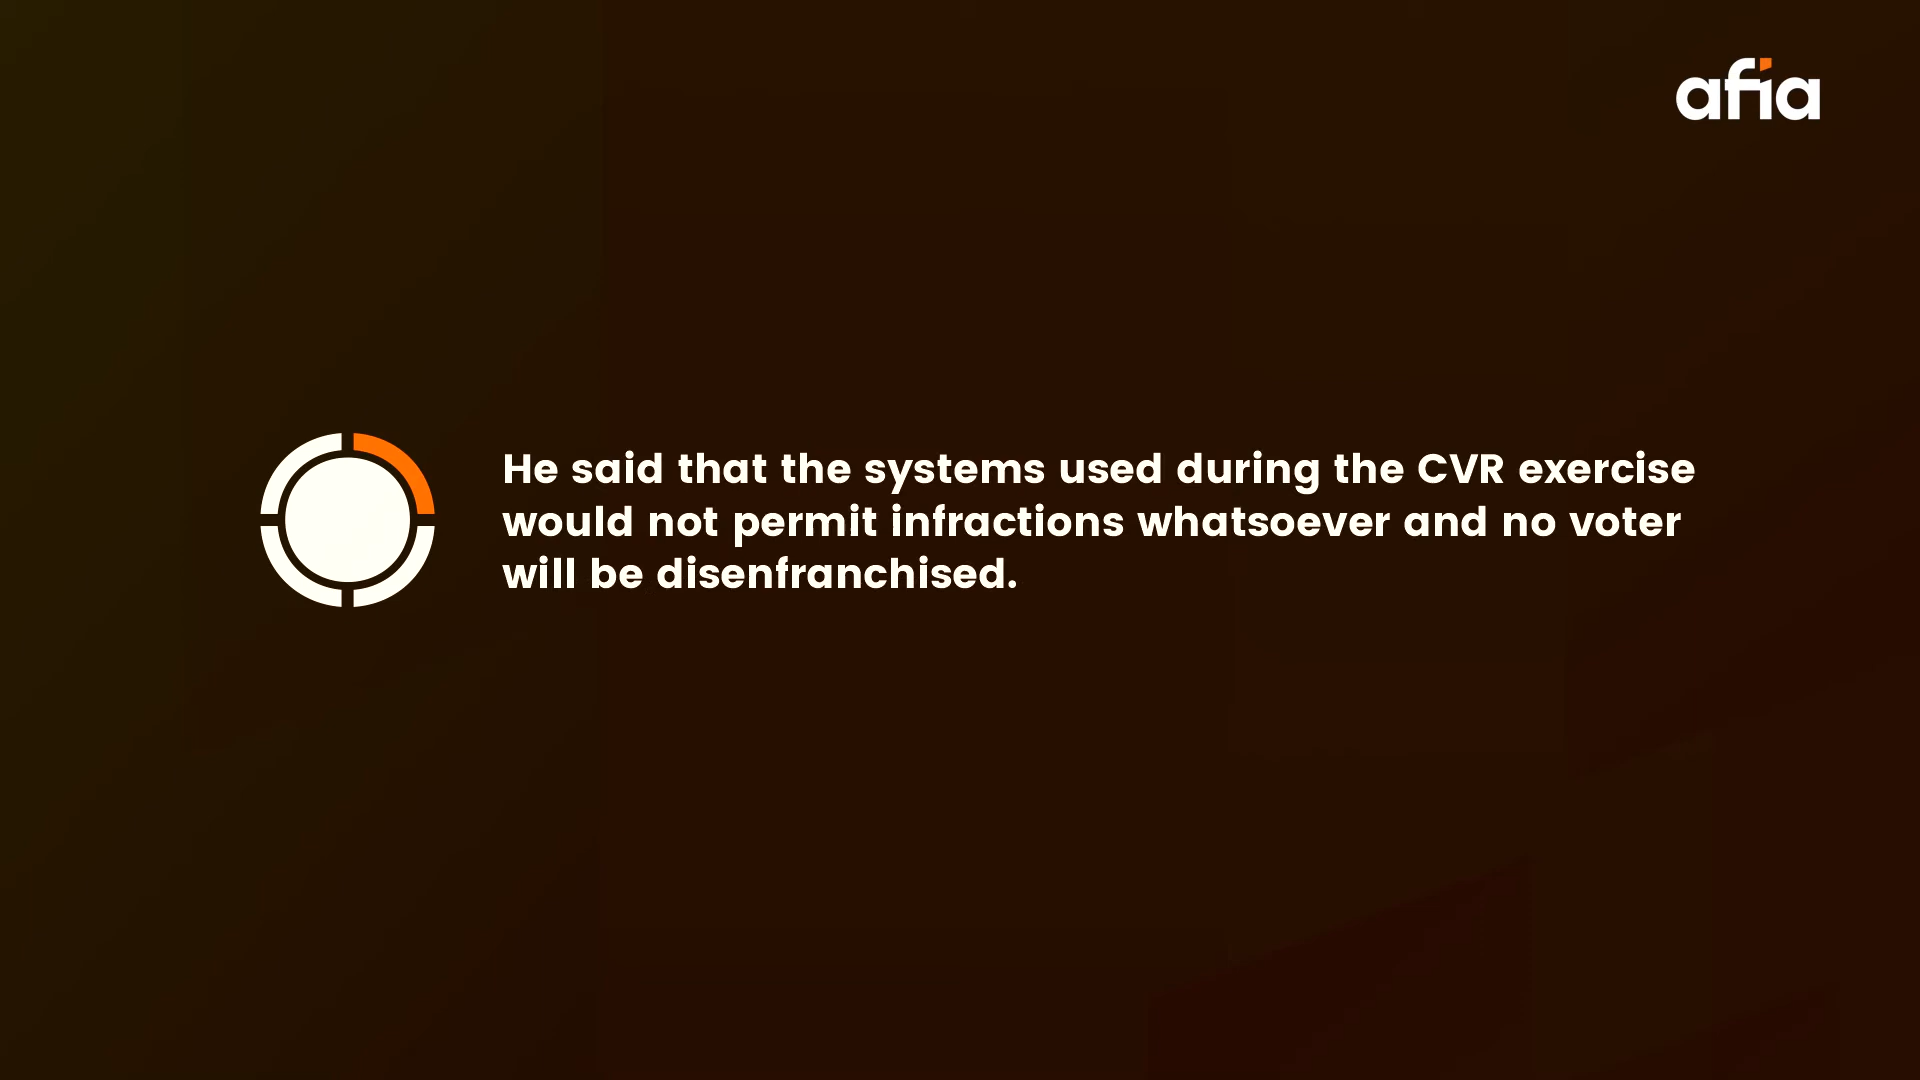 afia
He said that the systems used during the CVR exercise
would not permit infractions whatsoever and no voter
will be disenfranchised.